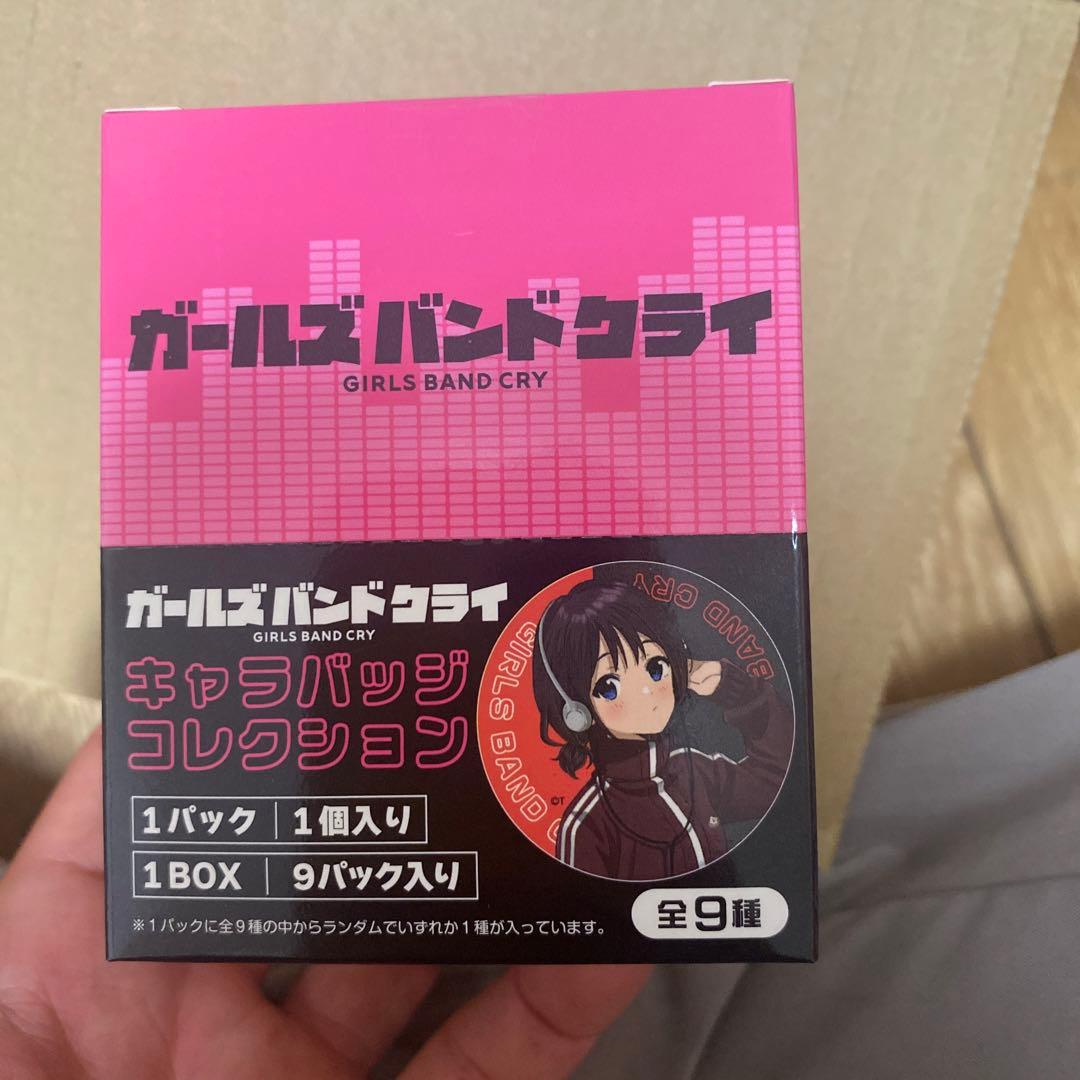 ガールズバンドクライ
GIRLS BAND CRY
ガールズバンドクライ
GIRLS BAND CRY
キャラバッジ
コレクション
1パック 1個入り
1BOX 9パック入り
※1パックに全9種の中からランダムでいずれか1種が入っています。
GIRLS BAND C
BAND CRY
©T
全9種